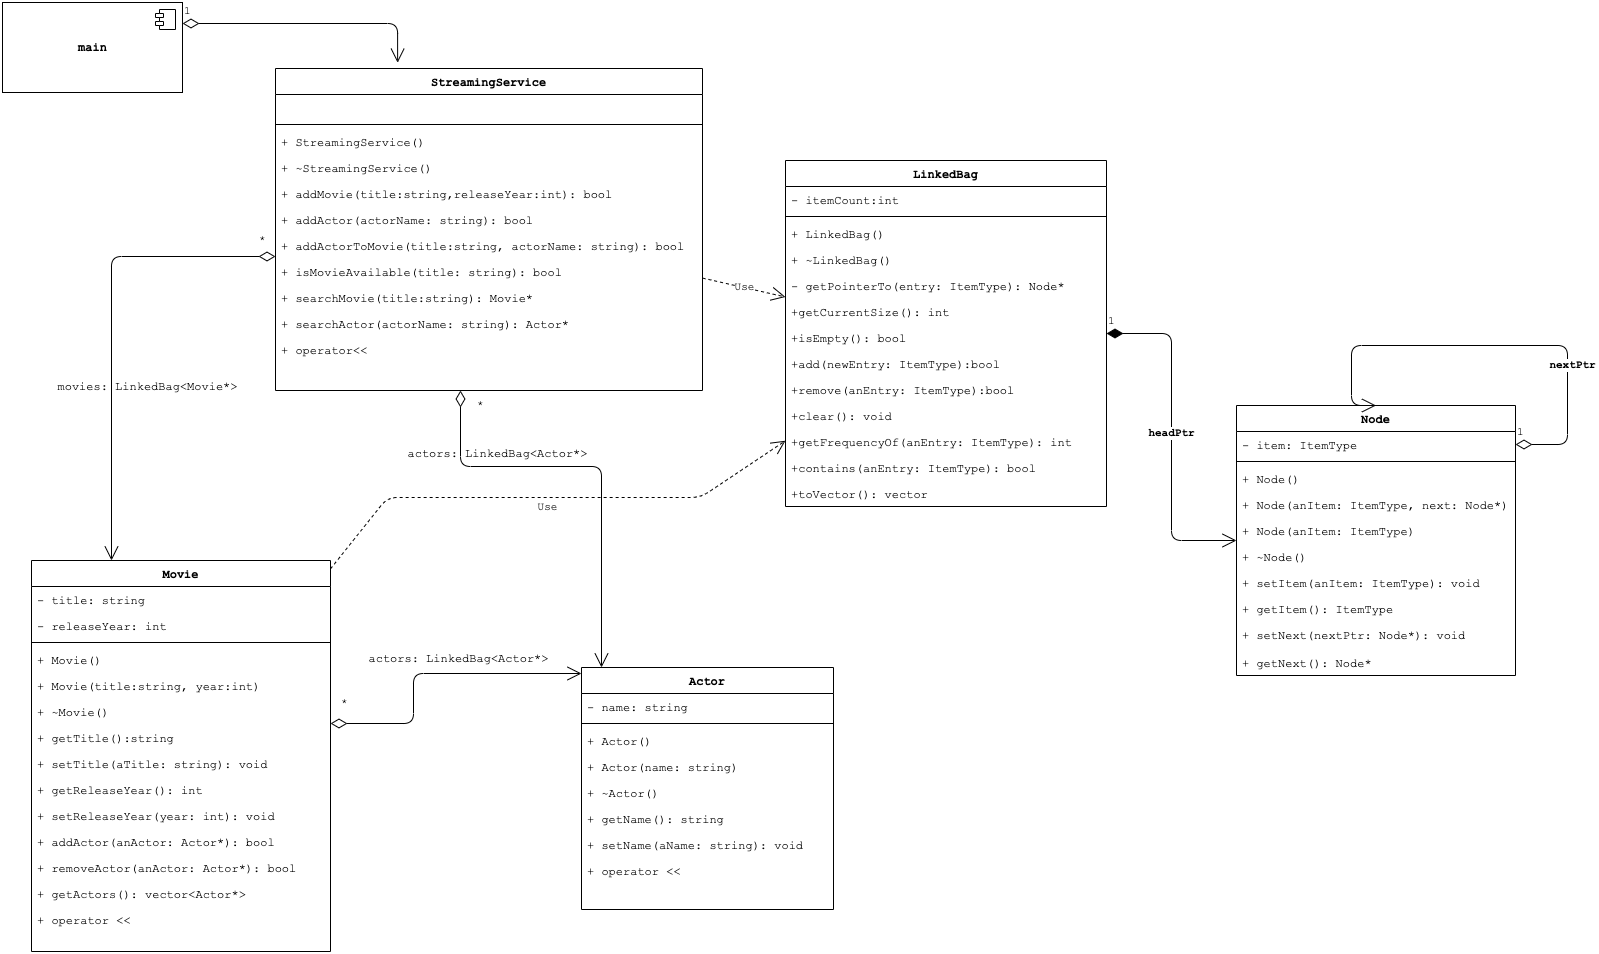 main
1
StreamingService
+ StreamingService()
+ ~StreamingService()
+ addMovie(title:string,releaseYear:int): bool
+ addActor(actorName: string): bool
+ addActorToMovie(title:string, actorName: string): bool
+ isMovieAvailable(title: string): bool
+ searchMovie(title:string): Movie*
+ searchActor(actorName: string): Actor*
+ operator<<
*
movies: LinkedBag<Movie*>
*
actors: LinkedBag<Actor*>
Use
Use
LinkedBag
- itemCount:int
+ LinkedBag()
+ ~LinkedBag()
- getPointerTo(entry: ItemType): Node*
+getCurrentSize(): int
+isEmpty(): bool
+add(newEntry: ItemType):bool
+remove(anEntry: ItemType):bool
+clear(): void
+getFrequencyOf(anEntry: ItemType): int
+contains(anEntry: ItemType): bool
+toVector(): vector
1
headPtr
nextPtr
1
Node
- item: ItemType
+ Node()
+ Node(anItem: ItemType, next: Node*)
+ Node(anItem: ItemType)
+ ~Node()
+ setItem(anItem: ItemType): void
+ getItem(): ItemType
+ setNext(nextPtr: Node*): void
+ getNext(): Node*
Movie
- title: string
- releaseYear: int
+ Movie()
+ Movie(title:string, year:int)
+ ~Movie()
+ getTitle():string
+ setTitle(aTitle: string): void
+ getReleaseYear(): int
+ setReleaseYear(year: int): void
+ addActor(anActor: Actor*): bool
+ removeActor(anActor: Actor*): bool
+ getActors(): vector<Actor*>
+ operator <<
*
actors: LinkedBag<Actor*>
Actor
- name: string
+ Actor()
+ Actor(name: string)
+ ~Actor()
+ getName(): string
+ setName(aName: string): void
+ operator <<